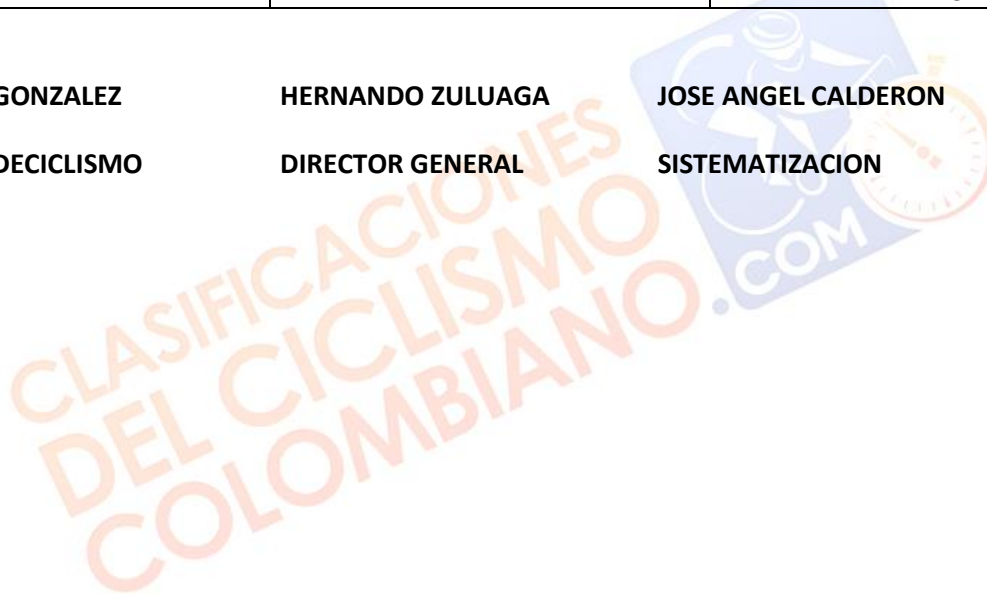 GONZALEZ HERNANDO ZULUAGA JOSE ANGEL CALDERON
DECICLISMO DIRECTOR GENERAL SISTEMATIZACION
CLASIFICACIONES
DEL CICLISMO
COLOMBIANO.COM